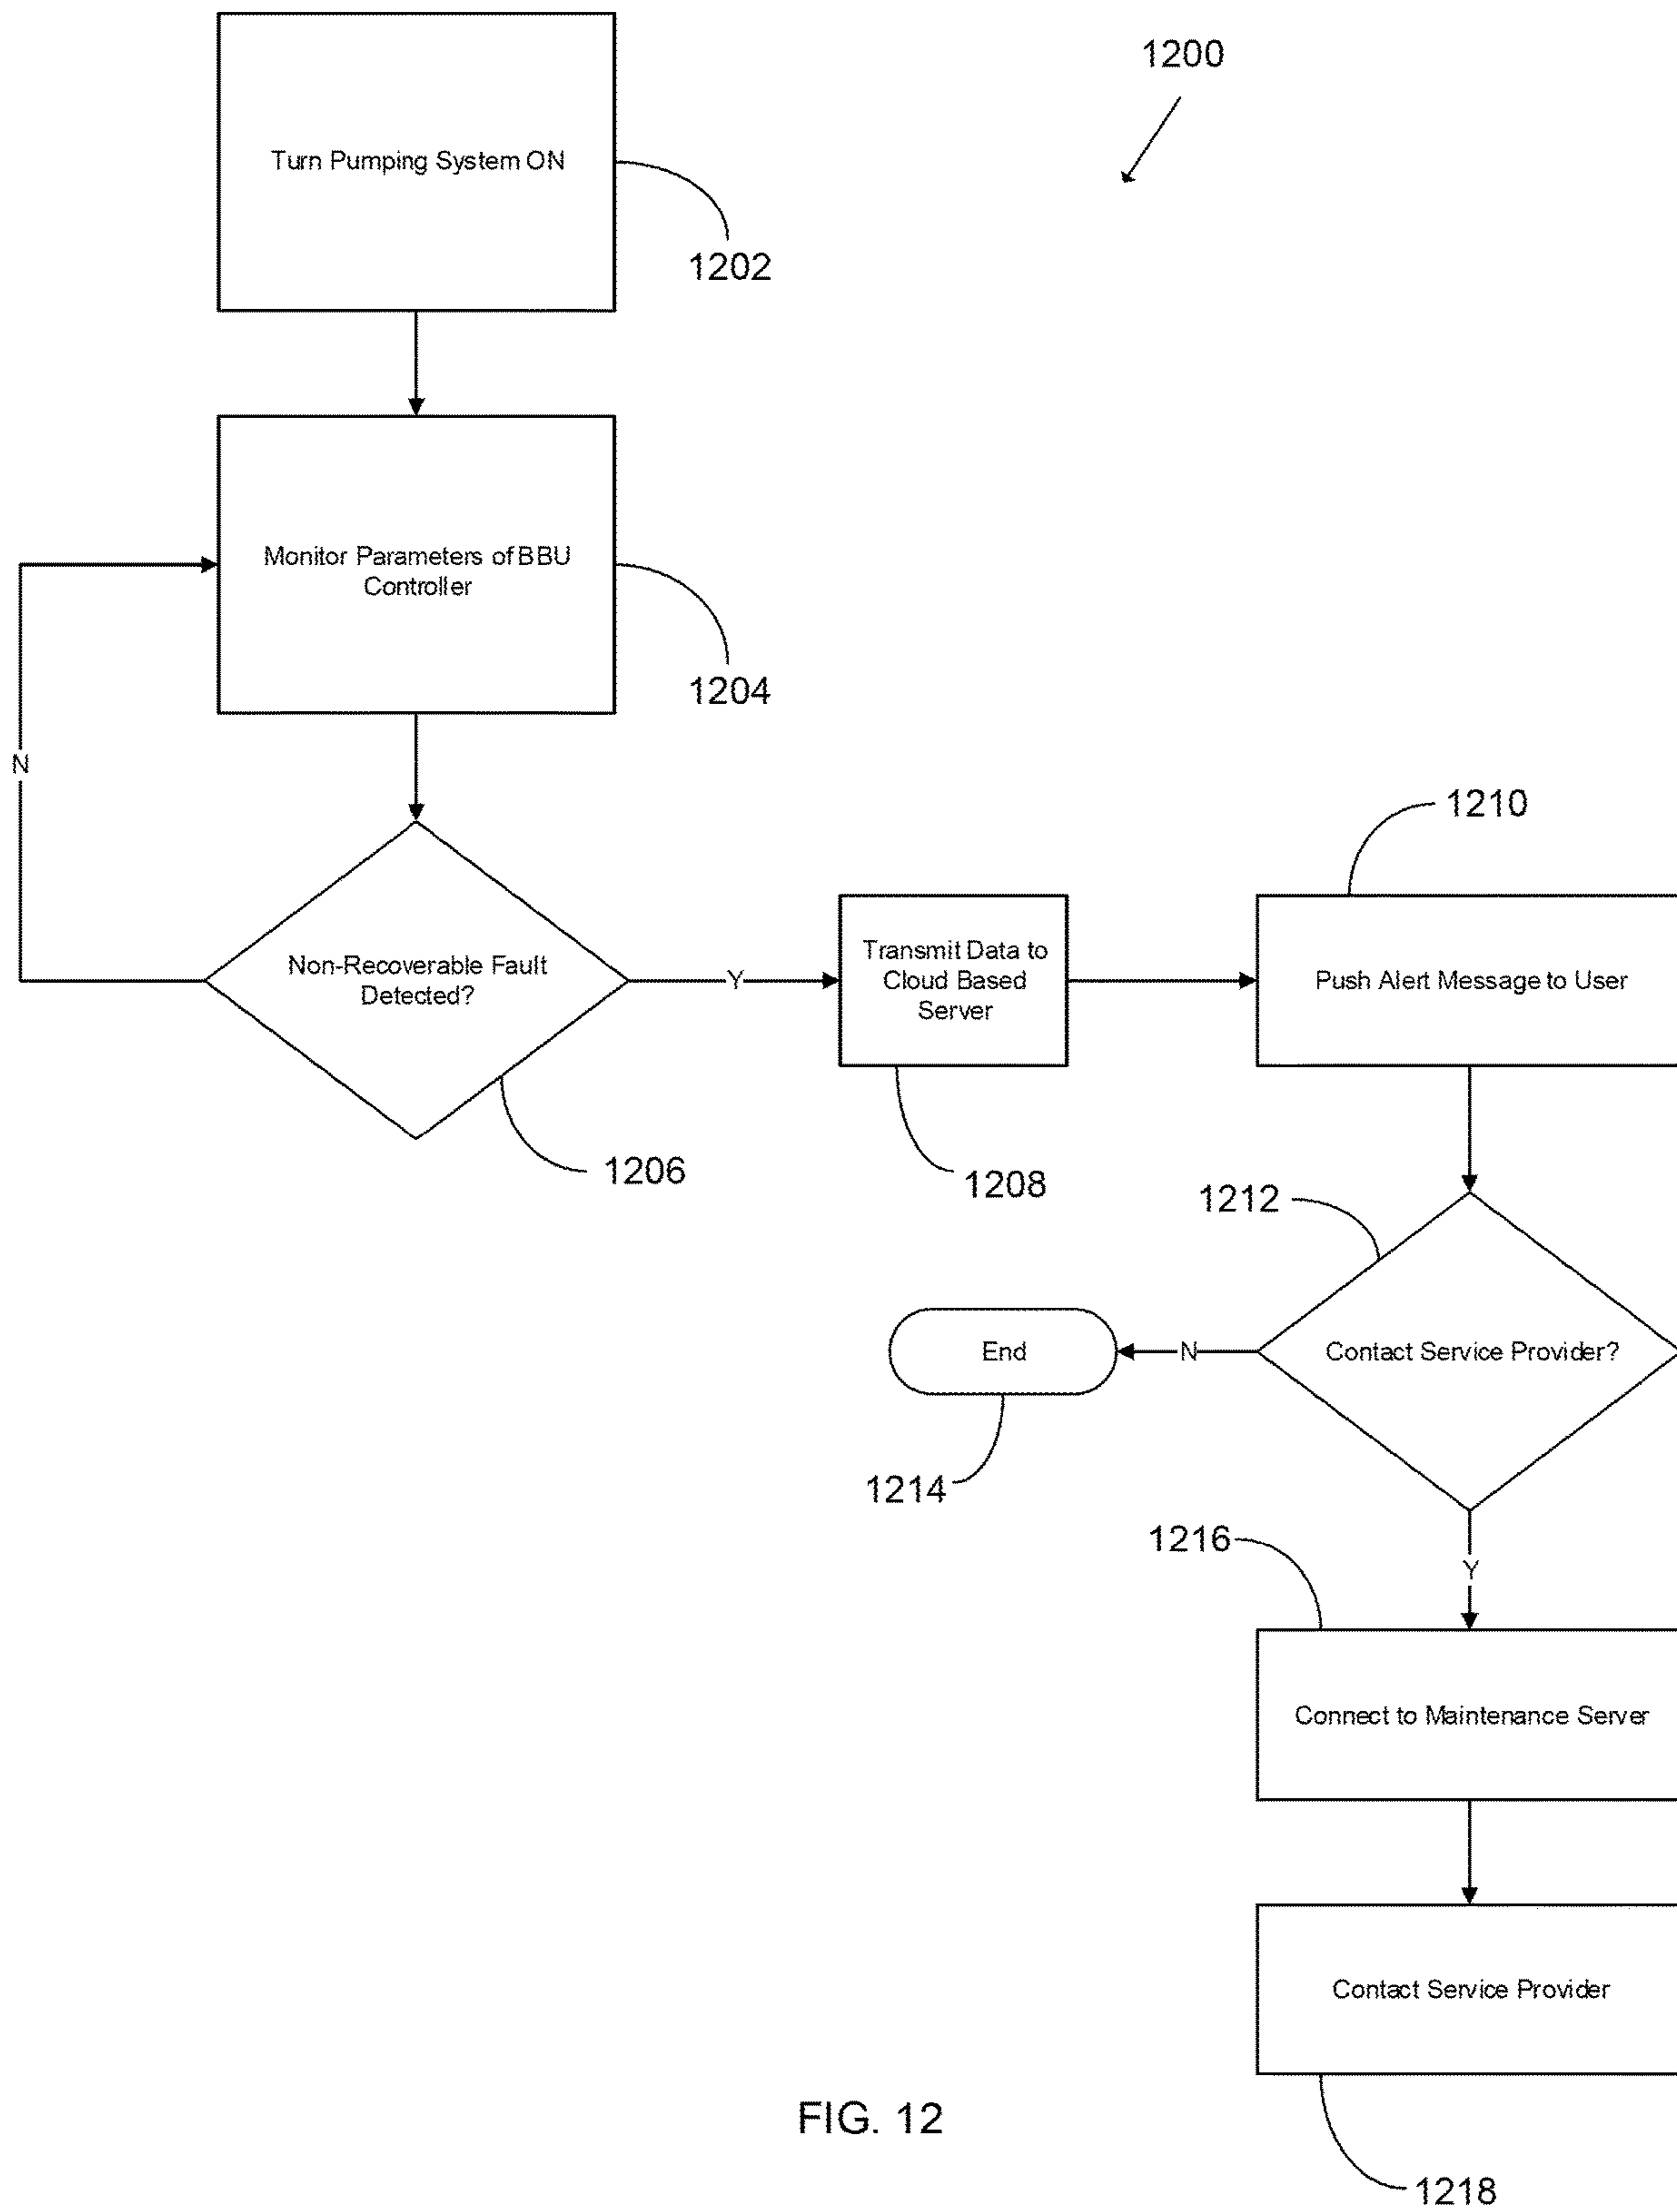 1200
Turn Pumping System ON
1202
Monitor Parameters of BBU
Controller
1204
N
Non-Recoverable Fault
Detected?
1206
Y
Transmit Data to
Cloud Based
Server
1208
1210
Push Alert Message to User
1212
Contact Service Provider?
N
End
1214
Y
1216
Connect to Maintenance Server
Contact Service Provider
1218
FIG. 12